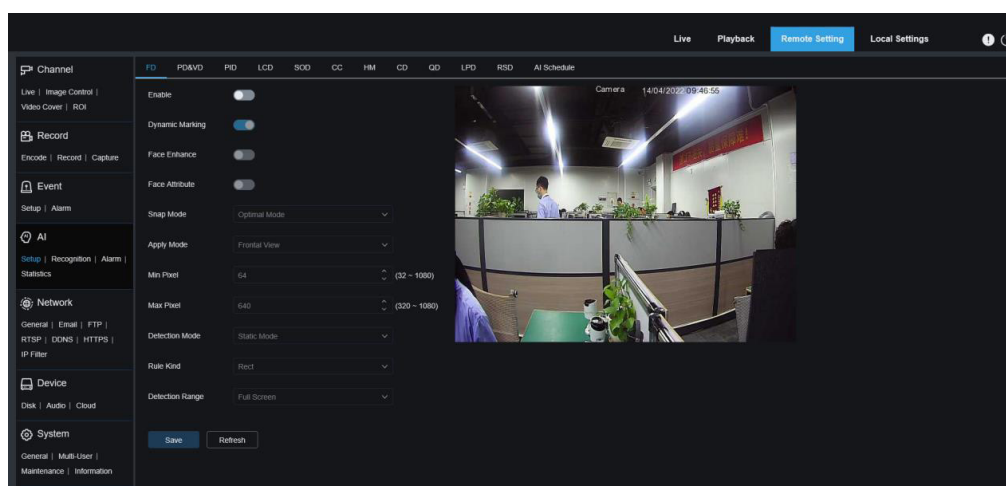 Live Playback Remote Setting Local Settings
Channel
Live | Image Control |
Video Cover | ROI
Record
Encode | Record | Capture
Event
Setup | Alarm
AI
Setup | Recognition | Alarm |
Statistics
Network
General | Email | FTP |
RTSP | DDNS | HTTPS |
IP Filter
Device
Disk | Audio | Cloud
System
General | Multi-User |
Maintenance | Information
FD PD&VD PID LCD SOD CC HM CD QD LPD RSD AI Schedule
Enable
Dynamic Marking
Face Enhance
Face Attribute
Snap Mode Optimal Mode
Apply Mode Frontal View
Min Pixel 64 (32 ~ 1080)
Max Pixel 640 (320 ~ 1080)
Detection Mode Static Mode
Rule Kind Rect
Detection Range Full Screen
Save Refresh
Camera 14/04/2022 09:46:55